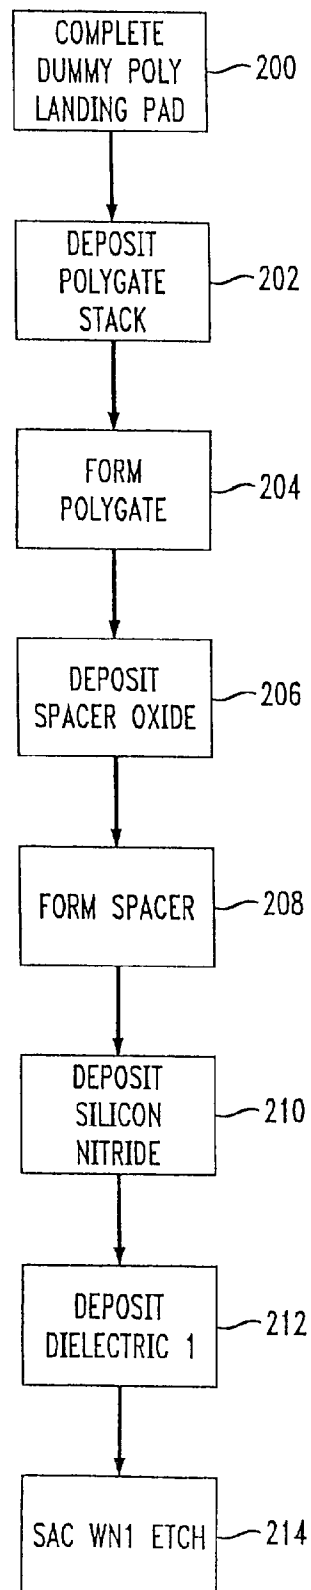 COMPLETE
DUMMY POLY
LANDING PAD
200
DEPOSIT
POLYGATE
STACK
202
FORM
POLYGATE
204
DEPOSIT
SPACER OXIDE
206
FORM SPACER
208
DEPOSIT
SILICON
NITRIDE
210
DEPOSIT
DIELECTRIC 1
212
SAC WN1 ETCH
214